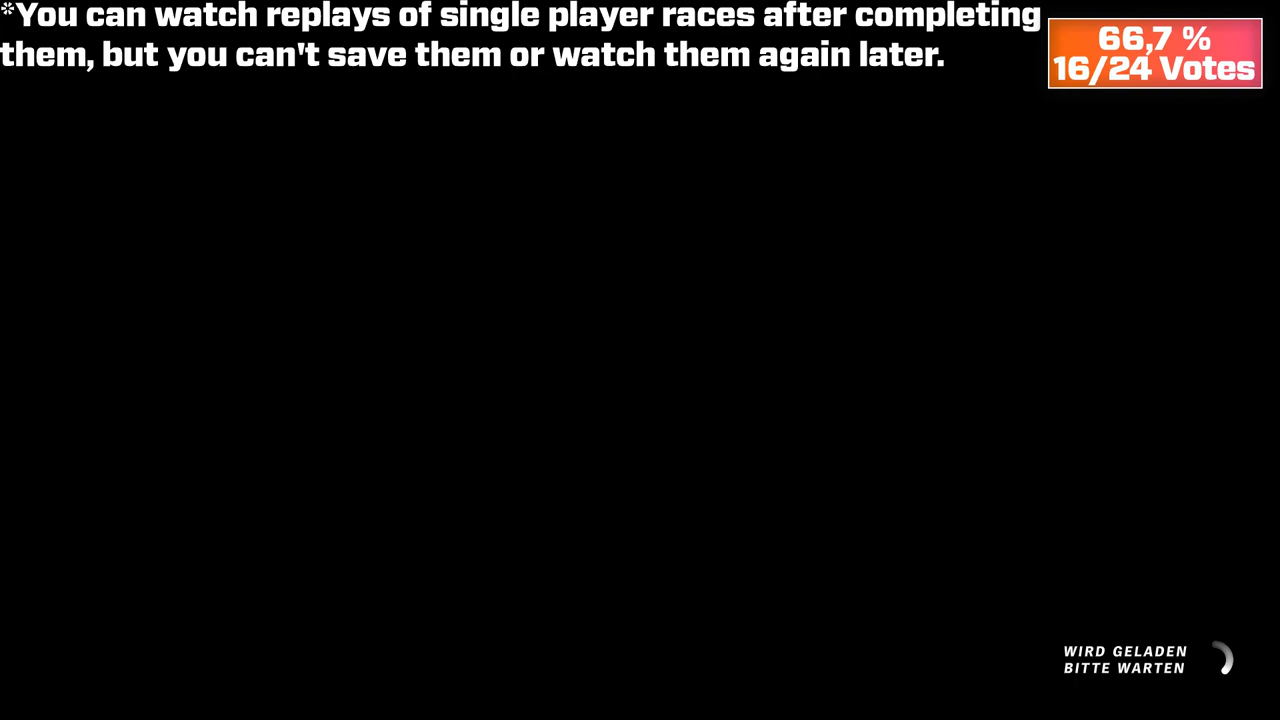 *You can watch replays of single player races after completing
them, but you can't save them or watch them again later.
66,7 %
16/24 Votes
WIRD GELADEN
BITTE WARTEN